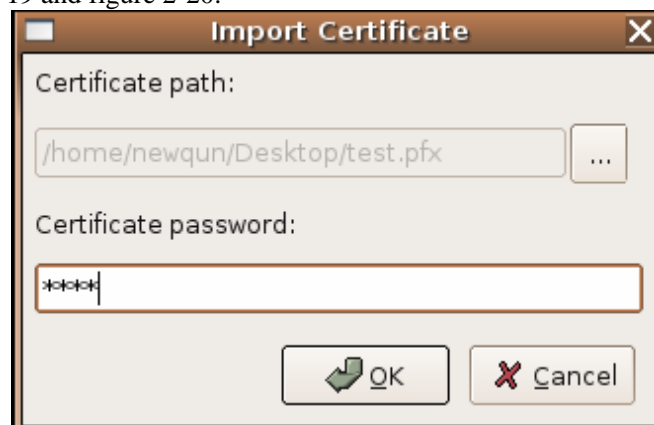 19 and figure 2-20.
Import Certificate
Certificate path:
/home/newqun/Desktop/test.pfx
...
Certificate password:
****
OK
Cancel